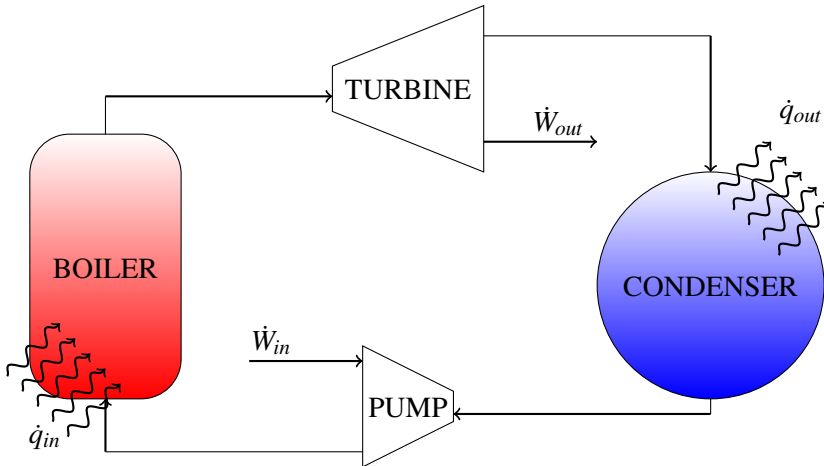 TURBINE
Ẇout
q̇out
BOILER
CONDENSER
Ẇin
PUMP
q̇in